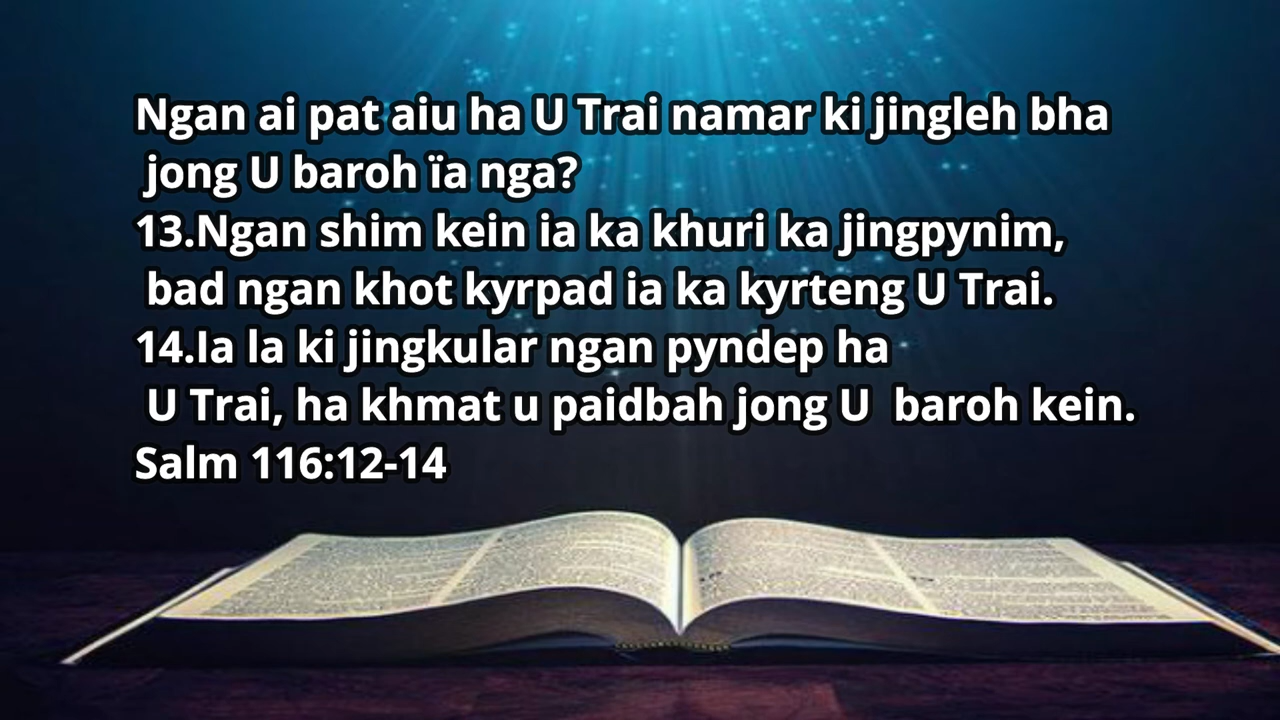 Ngan ai pat aiu ha U Trai namar ki jingleh bha
jong U baroh ïa nga?
13.Ngan shim kein ia ka khuri ka jingpynim,
bad ngan khot kyrpad ia ka kyrteng U Trai.
14.Ia la ki jingkular ngan pyndep ha
U Trai, ha khmat u paidbah jong U  baroh kein.
Salm 116:12-14